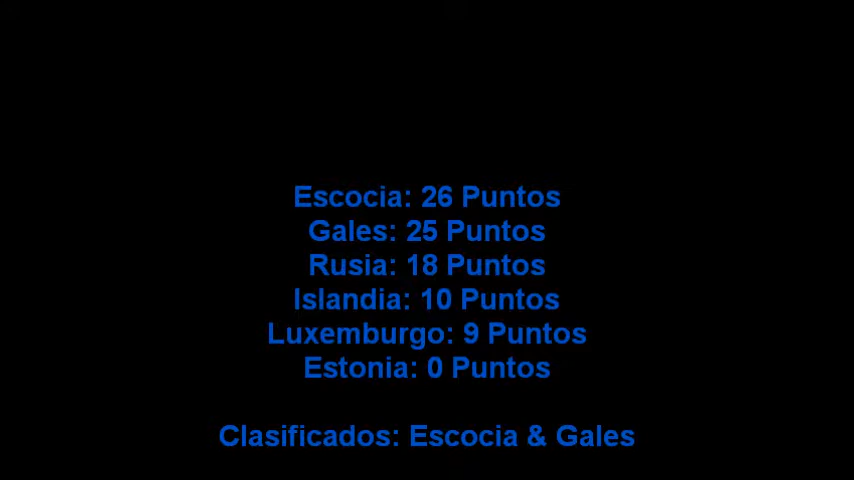 Escocia: 26 Puntos
Gales: 25 Puntos
Rusia: 18 Puntos
Islandia: 10 Puntos
Luxemburgo: 9 Puntos
Estonia: 0 Puntos
Clasificados: Escocia & Gales